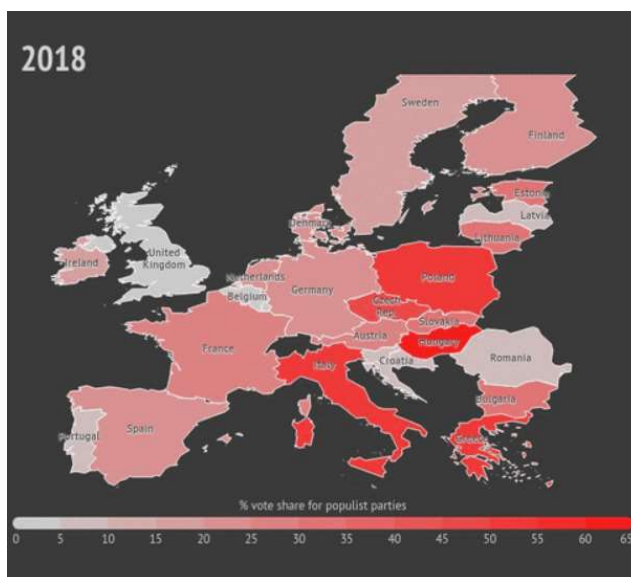 2018
Sweden
Finland
Estonia
Latvia
Lithuania
Denmark
United
Kingdom
Ireland
Netherlands
Belgium
Germany
Poland
Czech
Rep
Slovakia
Austria
Hungary
France
Croatia
Romania
Italy
Bulgaria
Portugal
Spain
Greece
% vote share for populist parties
0 5 10 15 20 25 30 35 40 45 50 55 60 65